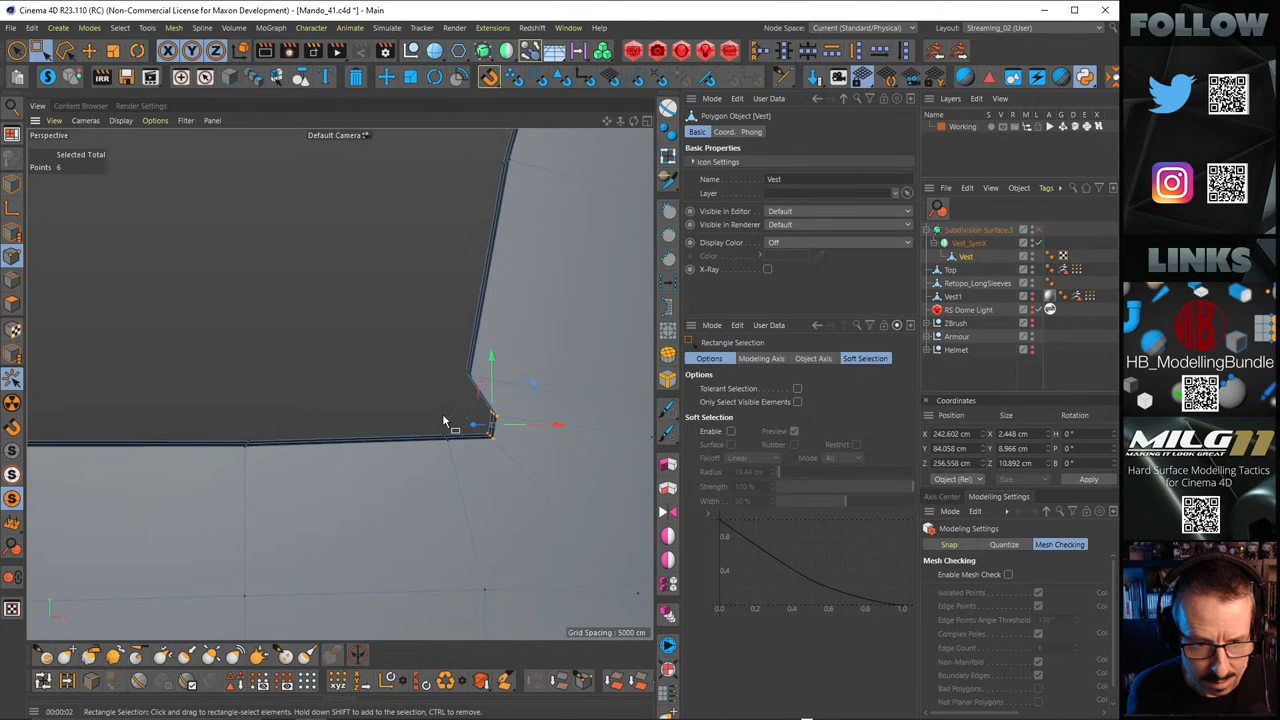 Cinema 4D R23.110 (RC) (Non-Commercial License for Maxon Development) - [Mando_41.c4d *] - Main
File Edit Create Modes Select Tools Mesh Spline Volume MoGraph Character Animate Simulate Tracker Render Extensions Redshift Window Help
Node Space: Current (Standard/Physical)
Layout: Streaming_02 (User)
View Content Browser Render Settings
View Cameras Display Options Filter Panel
Perspective
Default Camera
Selected Total
Points 6
Grid Spacing : 5000 cm
00:00:02 Rectangle Selection: Click and drag to rectangle-select elements. Hold down SHIFT to add to the selection, CTRL to remove.
Mode Edit User Data
Polygon Object [Vest]
Basic Coord. Phong
Basic Properties
Icon Settings
Name Vest
Layer
Visible in Editor Default
Visible in Renderer Default
Display Color Off
Color
X-Ray
Mode Edit User Data
Rectangle Selection
Options Modeling Axis Object Axis Soft Selection
Options
Tolerant Selection
Only Select Visible Elements
Soft Selection
Enable Preview
Surface Rubber Restrict
Falloff Linear Mode All
Radius 19.44 cm
Strength 100 %
Width 50 %
0.8
0.4
0.0 0.2 0.4 0.6 0.8 1.0
Layers Edit View
Name S V R M L A G D E X
Working
File Edit View Object Tags
Subdivision Surface.3
Vest_SymX
Vest
Top
Retopo_LongSleeves
Vest1
RS Dome Light
ZBrush
Armour
Helmet
Coordinates
Position Size Rotation
X 242.602 cm X 2.448 cm H 0 °
Y 84.058 cm Y 8.966 cm P 0 °
Z 256.558 cm Z 10.892 cm B 0 °
Object (Rel) Size Apply
Axis Center Modelling Settings
Mode Edit
Modeling Settings
Snap Quantize Mesh Checking
Mesh Checking
Enable Mesh Check
Isolated Points Co
Edge Points Co
Edge Points Angle Threshold 170 °
Complex Poles Co
Edge Count
Non-Manifold Co
Boundary Edges Co
Bad Polygons Co
Not Planar Polygons Co
FOLLOW
LINKS
HB
HB_ModellingBundle
MILG11
MAKING IT LOOK GREAT
Hard Surface Modelling Tactics
for Cinema 4D